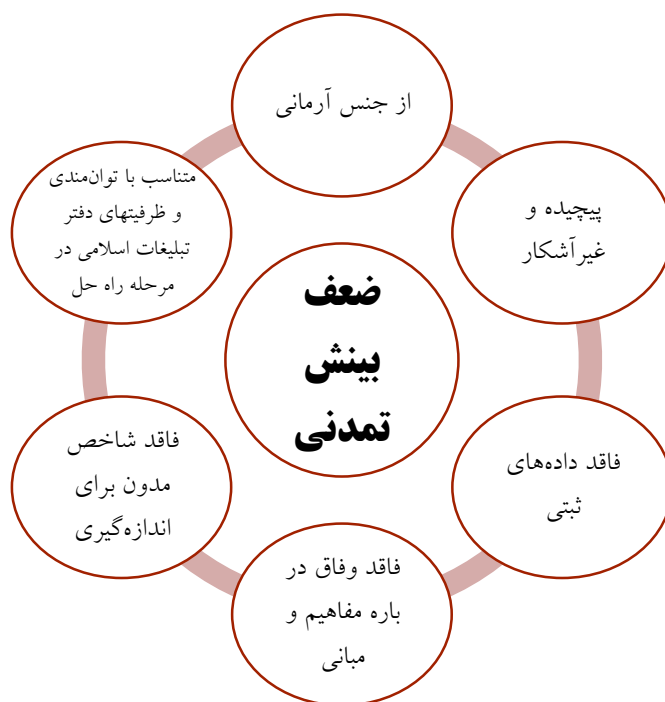 از جنس آرمانی
پیچیده و
غیرآشکار
فاقد داده‌های
ثبتی
فاقد وفاق در
باره مفاهیم و
مبانی
فاقد شاخص
مدون برای
اندازه‌گیری
متناسب با توان‌مندی
و ظرفیتهای دفتر
تبلیغات اسلامی در
مرحله راه حل
ضعف
بینش
تمدنی